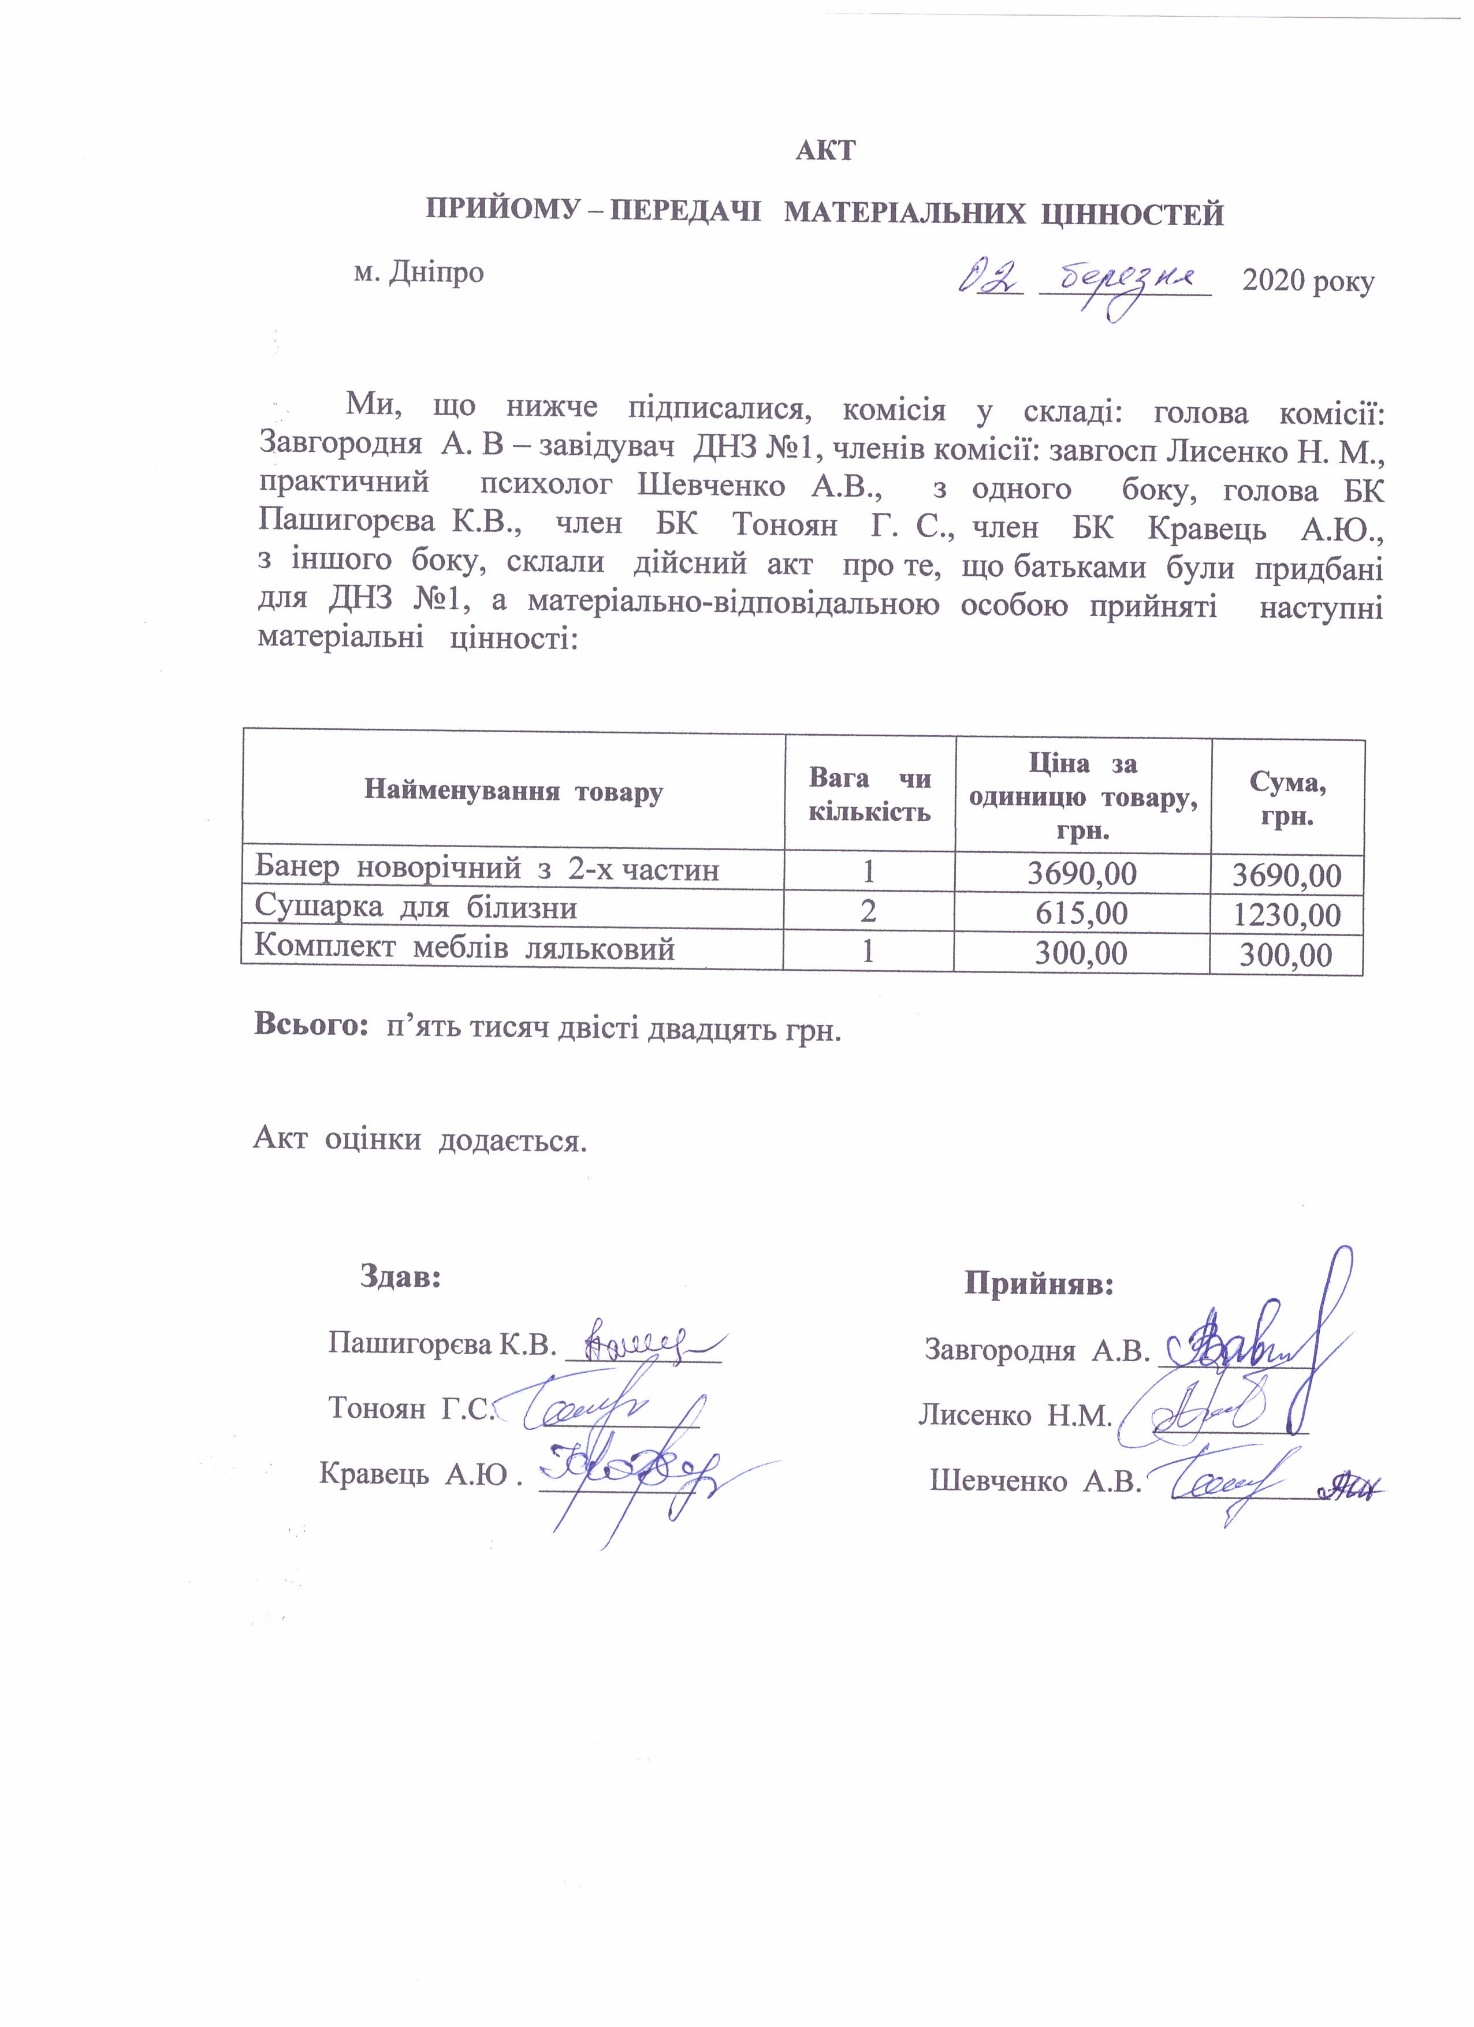 АКТ
ПРИЙОМУ – ПЕРЕДАЧІ МАТЕРІАЛЬНИХ ЦІННОСТЕЙ
м. Дніпро 02 березня 2020 року
Ми, що нижче підписалися, комісія у складі: голова комісії:
Завгородня А. В – завідувач ДНЗ №1, членів комісії: завгосп Лисенко Н. М.,
практичний психолог Шевченко А.В., з одного боку, голова БК
Пашигорєва К.В., член БК Тоноян Г. С., член БК Кравець А.Ю.,
з іншого боку, склали дійсний акт про те, що батьками були придбані
для ДНЗ №1, а матеріально-відповідальною особою прийняті наступні
матеріальні цінності:
Найменування товару Вага чи кількість Ціна за одиницю товару, грн. Сума, грн.
Банер новорічний з 2-х частин 1 3690,00 3690,00
Сушарка для білизни 2 615,00 1230,00
Комплект меблів ляльковий 1 300,00 300,00
Всього: п’ять тисяч двісті двадцять грн.
Акт оцінки додається.
Здав: Прийняв:
Пашигорєва К.В. Завгородня А.В.
Тоноян Г.С. Лисенко Н.М.
Кравець А.Ю . Шевченко А.В.